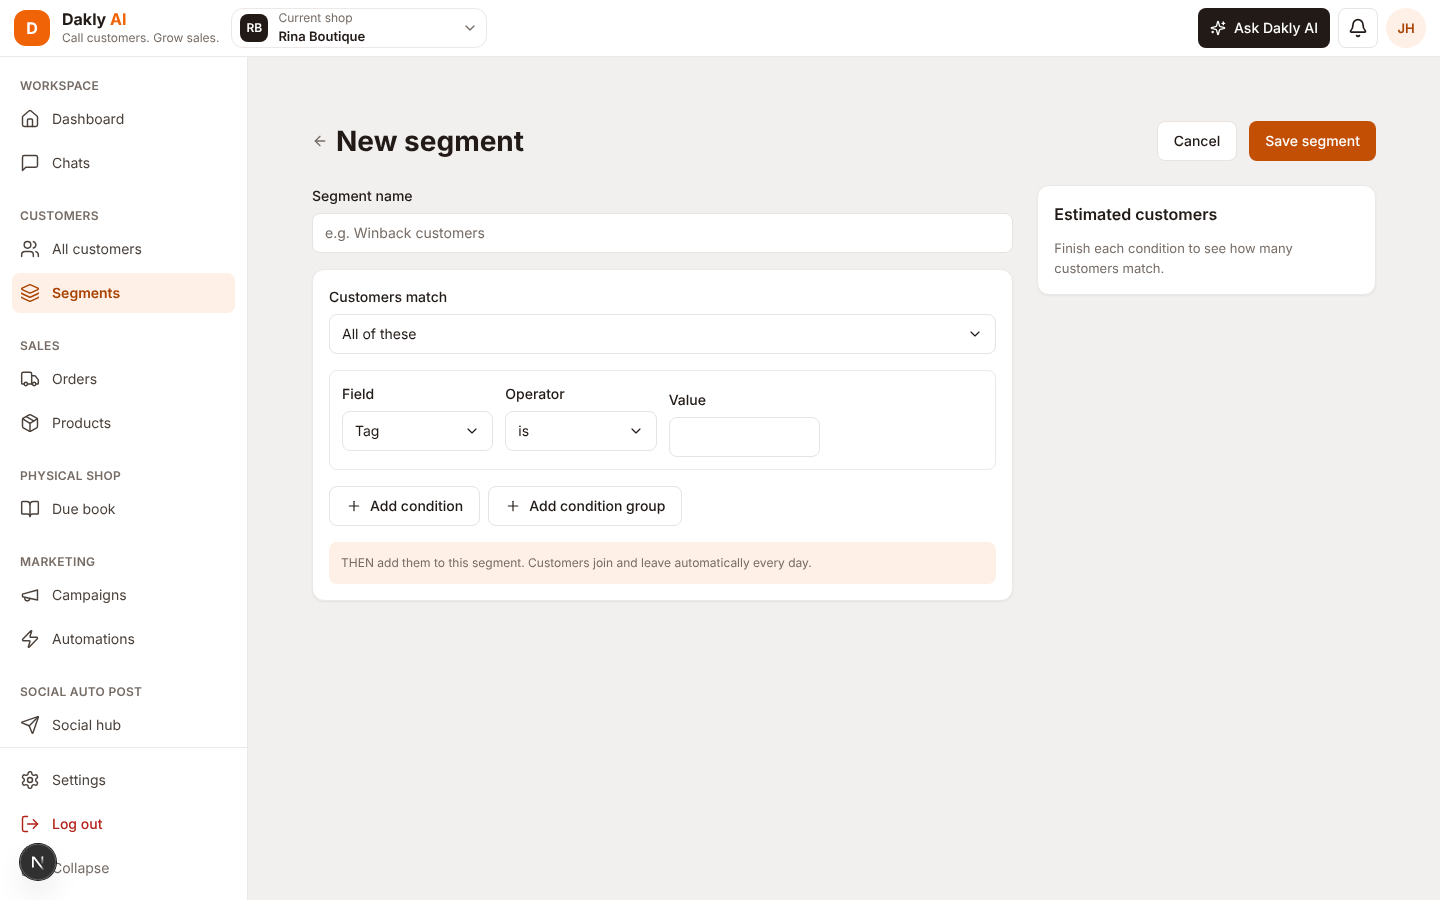 D
Dakly AI
Call customers. Grow sales.
RB
Current shop
Rina Boutique
Ask Dakly AI
JH
WORKSPACE
Dashboard
Chats
CUSTOMERS
All customers
Segments
SALES
Orders
Products
PHYSICAL SHOP
Due book
MARKETING
Campaigns
Automations
SOCIAL AUTO POST
Social hub
Settings
Log out
N
Collapse
New segment
Cancel
Save segment
Segment name
e.g. Winback customers
Customers match
All of these
Field
Operator
Value
Tag
is
Add condition
Add condition group
THEN add them to this segment. Customers join and leave automatically every day.
Estimated customers
Finish each condition to see how many
customers match.